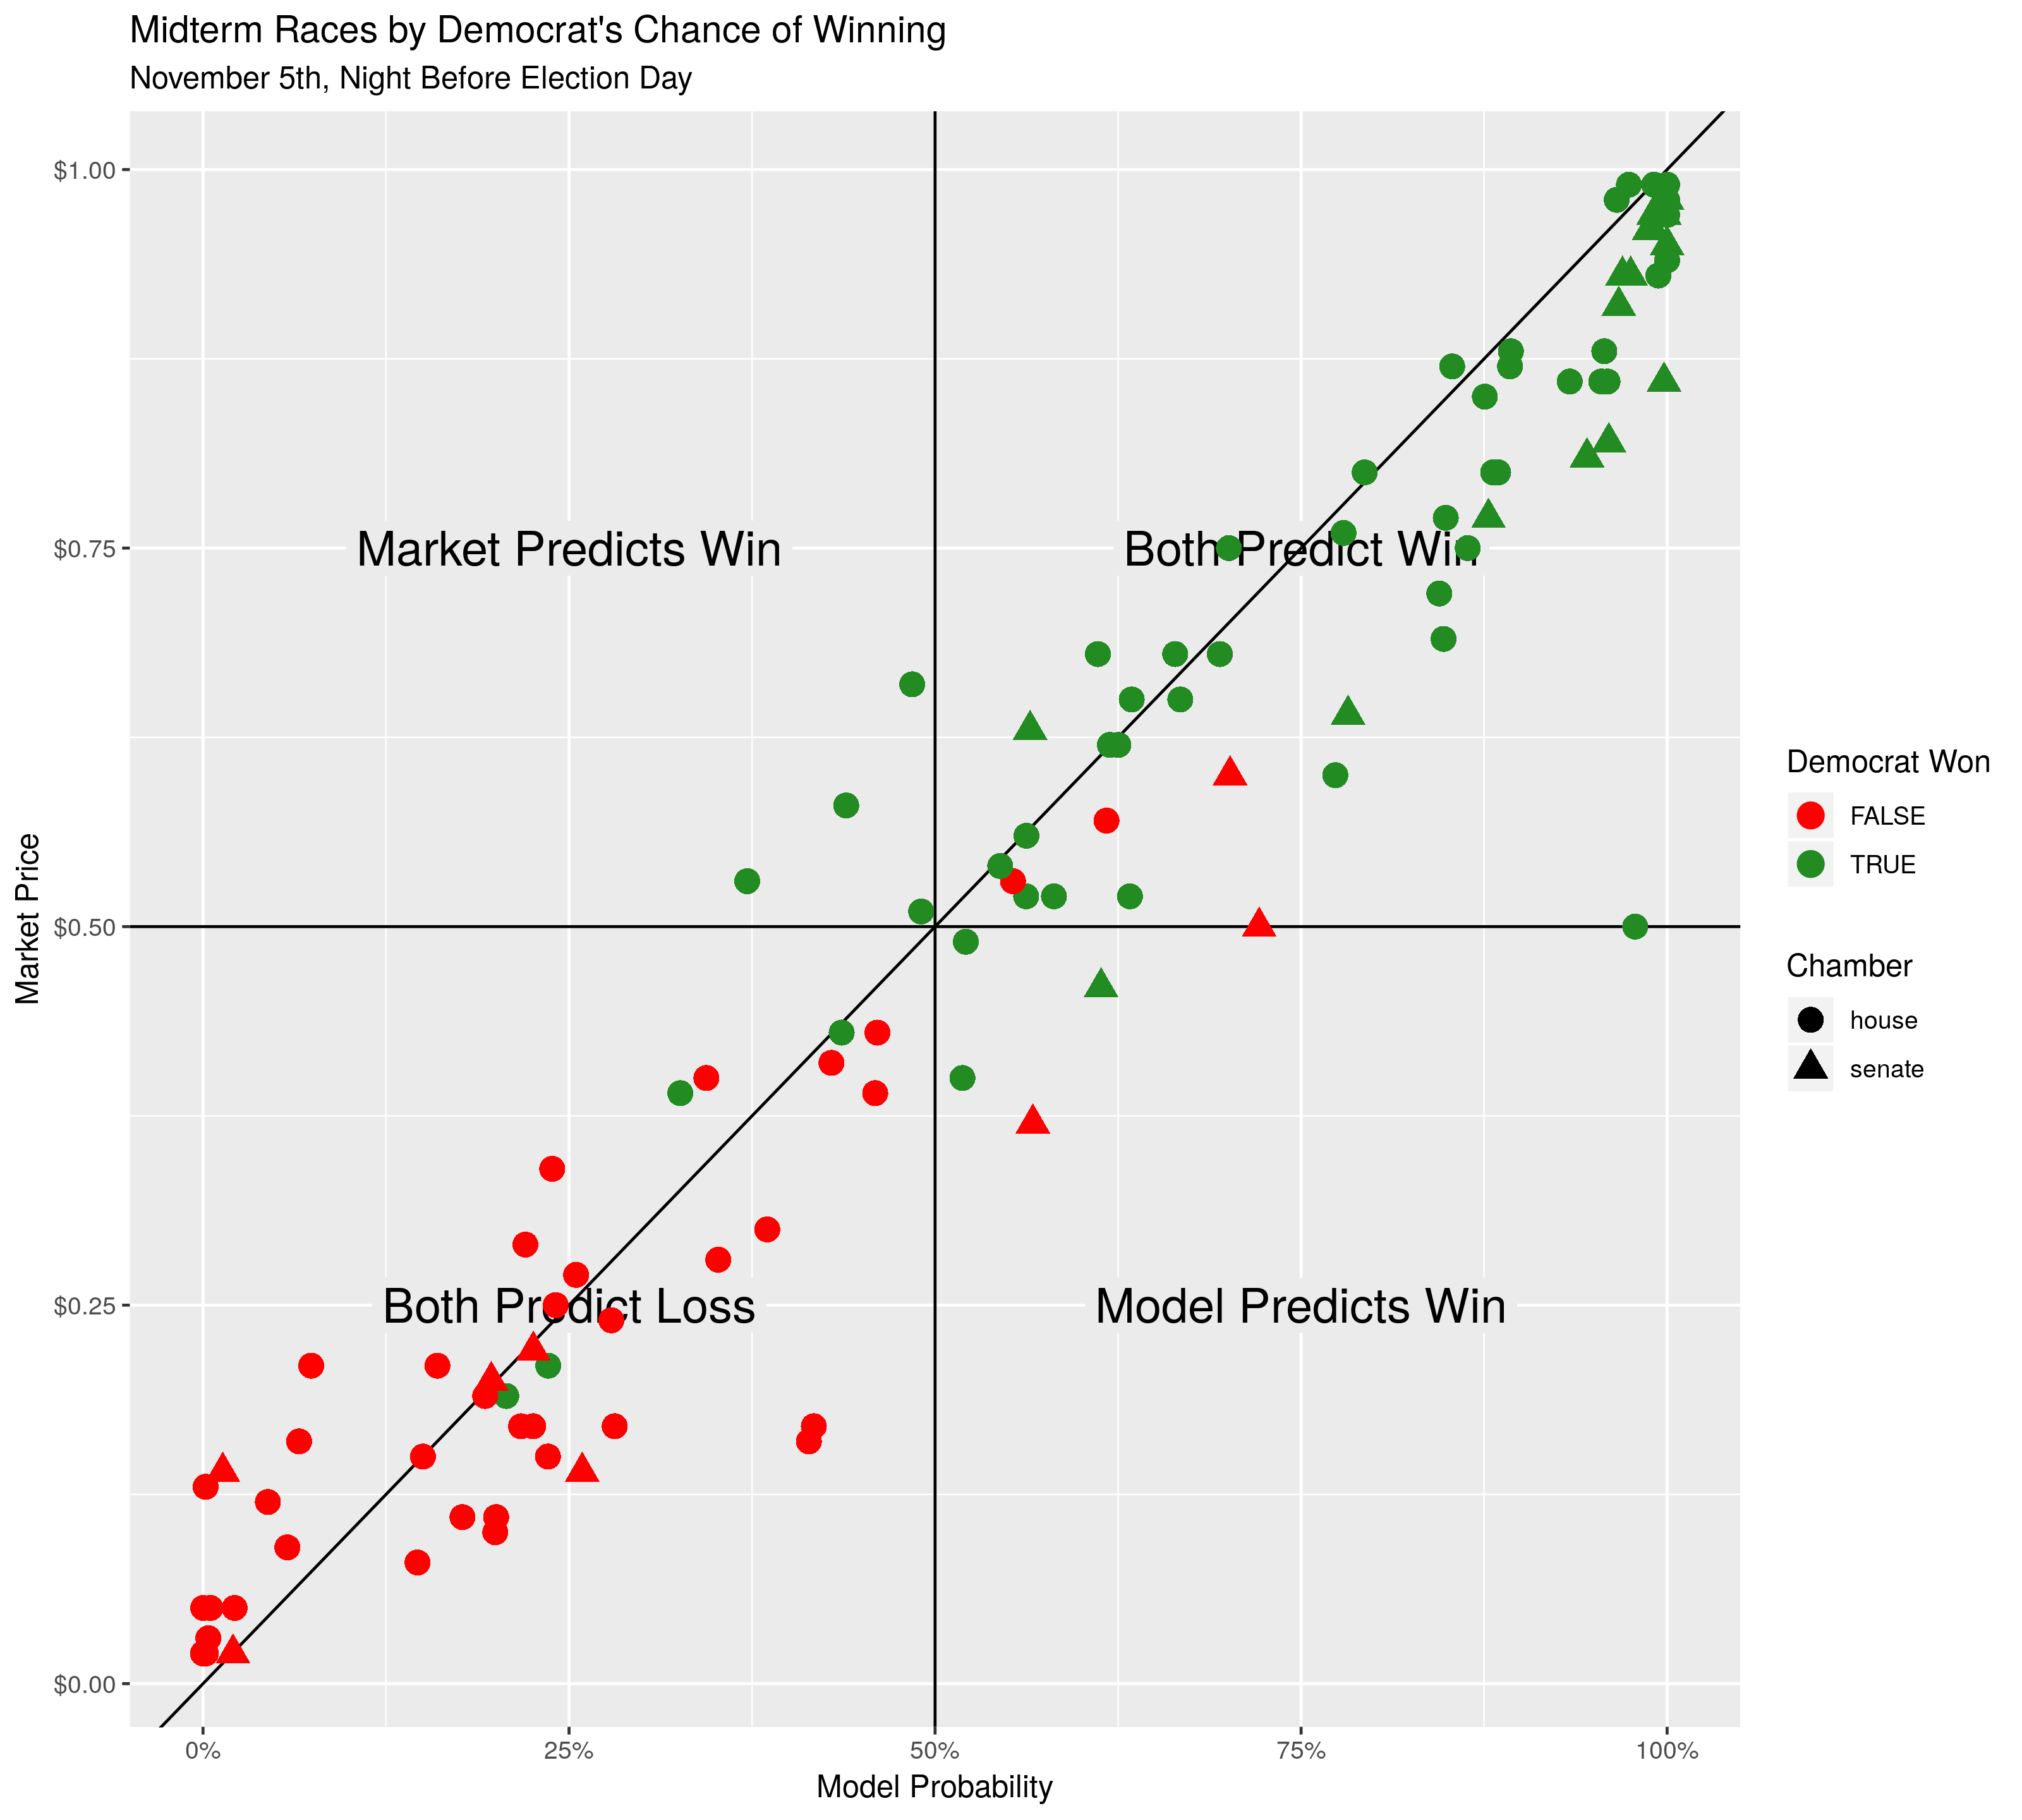 Midterm Races by Democrat's Chance of Winning
November 5th, Night Before Election Day
$1.00
$0.75
$0.50
$0.25
$0.00
Market Price
Market Predicts Win
Both Predict Win
Both Predict Loss
Model Predicts Win
0%
25%
50%
75%
100%
Model Probability
Democrat Won
FALSE
TRUE
Chamber
house
senate